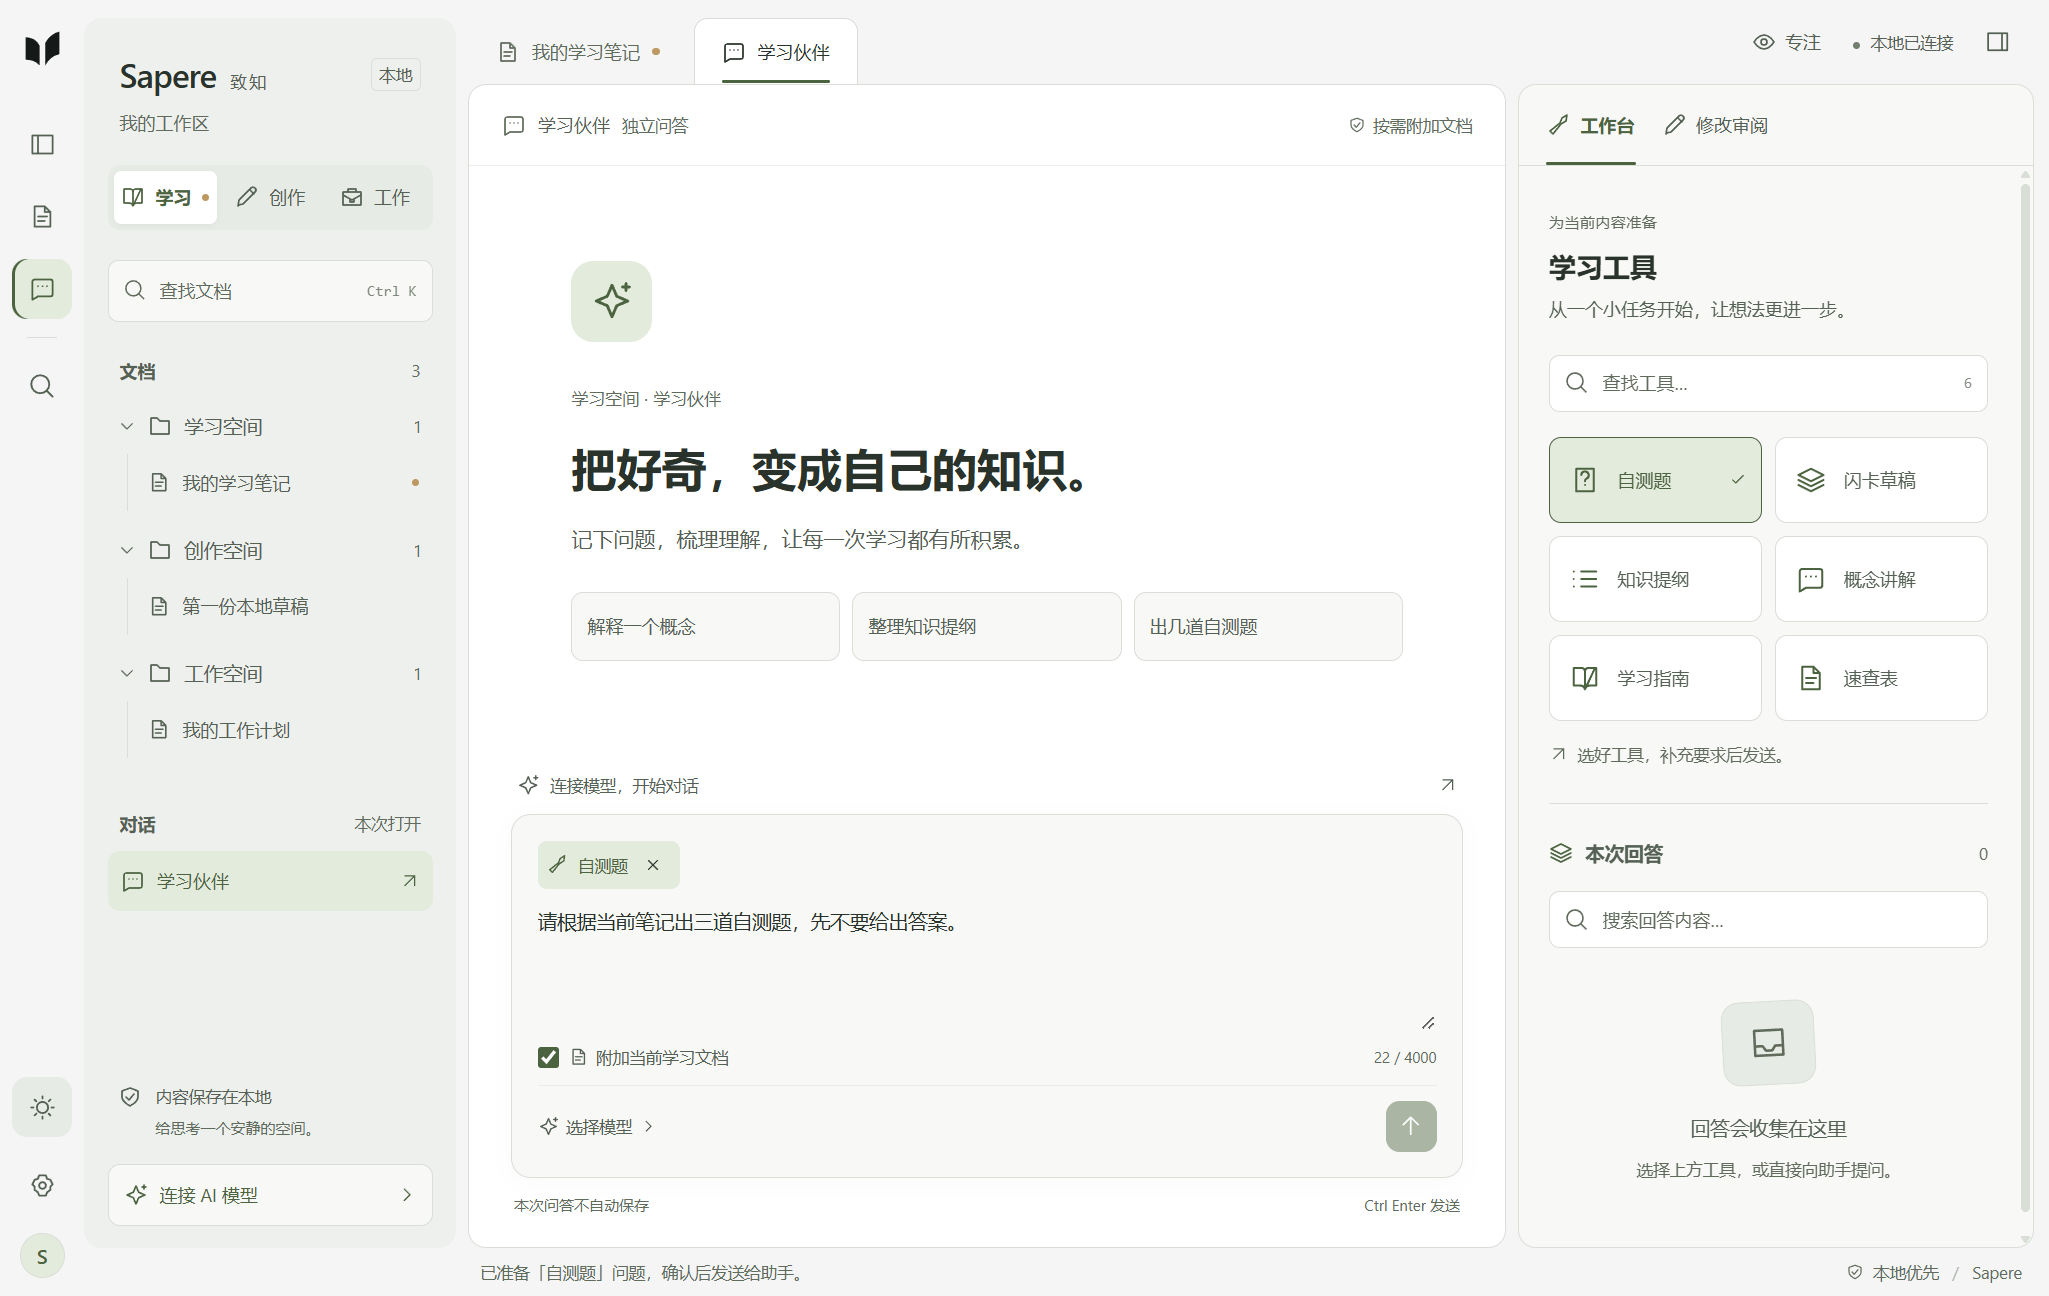 Sapere 致知
本地
我的工作区
学习
创作
工作
查找文档
Ctrl K
文档
3
学习空间
1
我的学习笔记
创作空间
1
第一份本地草稿
工作空间
1
我的工作计划
对话
本次打开
学习伙伴
内容保存在本地
给思考一个安静的空间。
连接 AI 模型
S
我的学习笔记
学习伙伴
专注
本地已连接
学习伙伴 独立问答
按需附加文档
学习空间 · 学习伙伴
把好奇，变成自己的知识。
记下问题，梳理理解，让每一次学习都有所积累。
解释一个概念
整理知识提纲
出几道自测题
连接模型，开始对话
自测题
请根据当前笔记出三道自测题，先不要给出答案。
附加当前学习文档
22 / 4000
选择模型
本次问答不自动保存
Ctrl Enter 发送
工作台
修改审阅
为当前内容准备
学习工具
从一个小任务开始，让想法更进一步。
查找工具...
6
自测题
闪卡草稿
知识提纲
概念讲解
学习指南
速查表
选好工具，补充要求后发送。
本次回答
0
搜索回答内容...
回答会收集在这里
选择上方工具，或直接向助手提问。
已准备「自测题」问题，确认后发送给助手。
本地优先 / Sapere